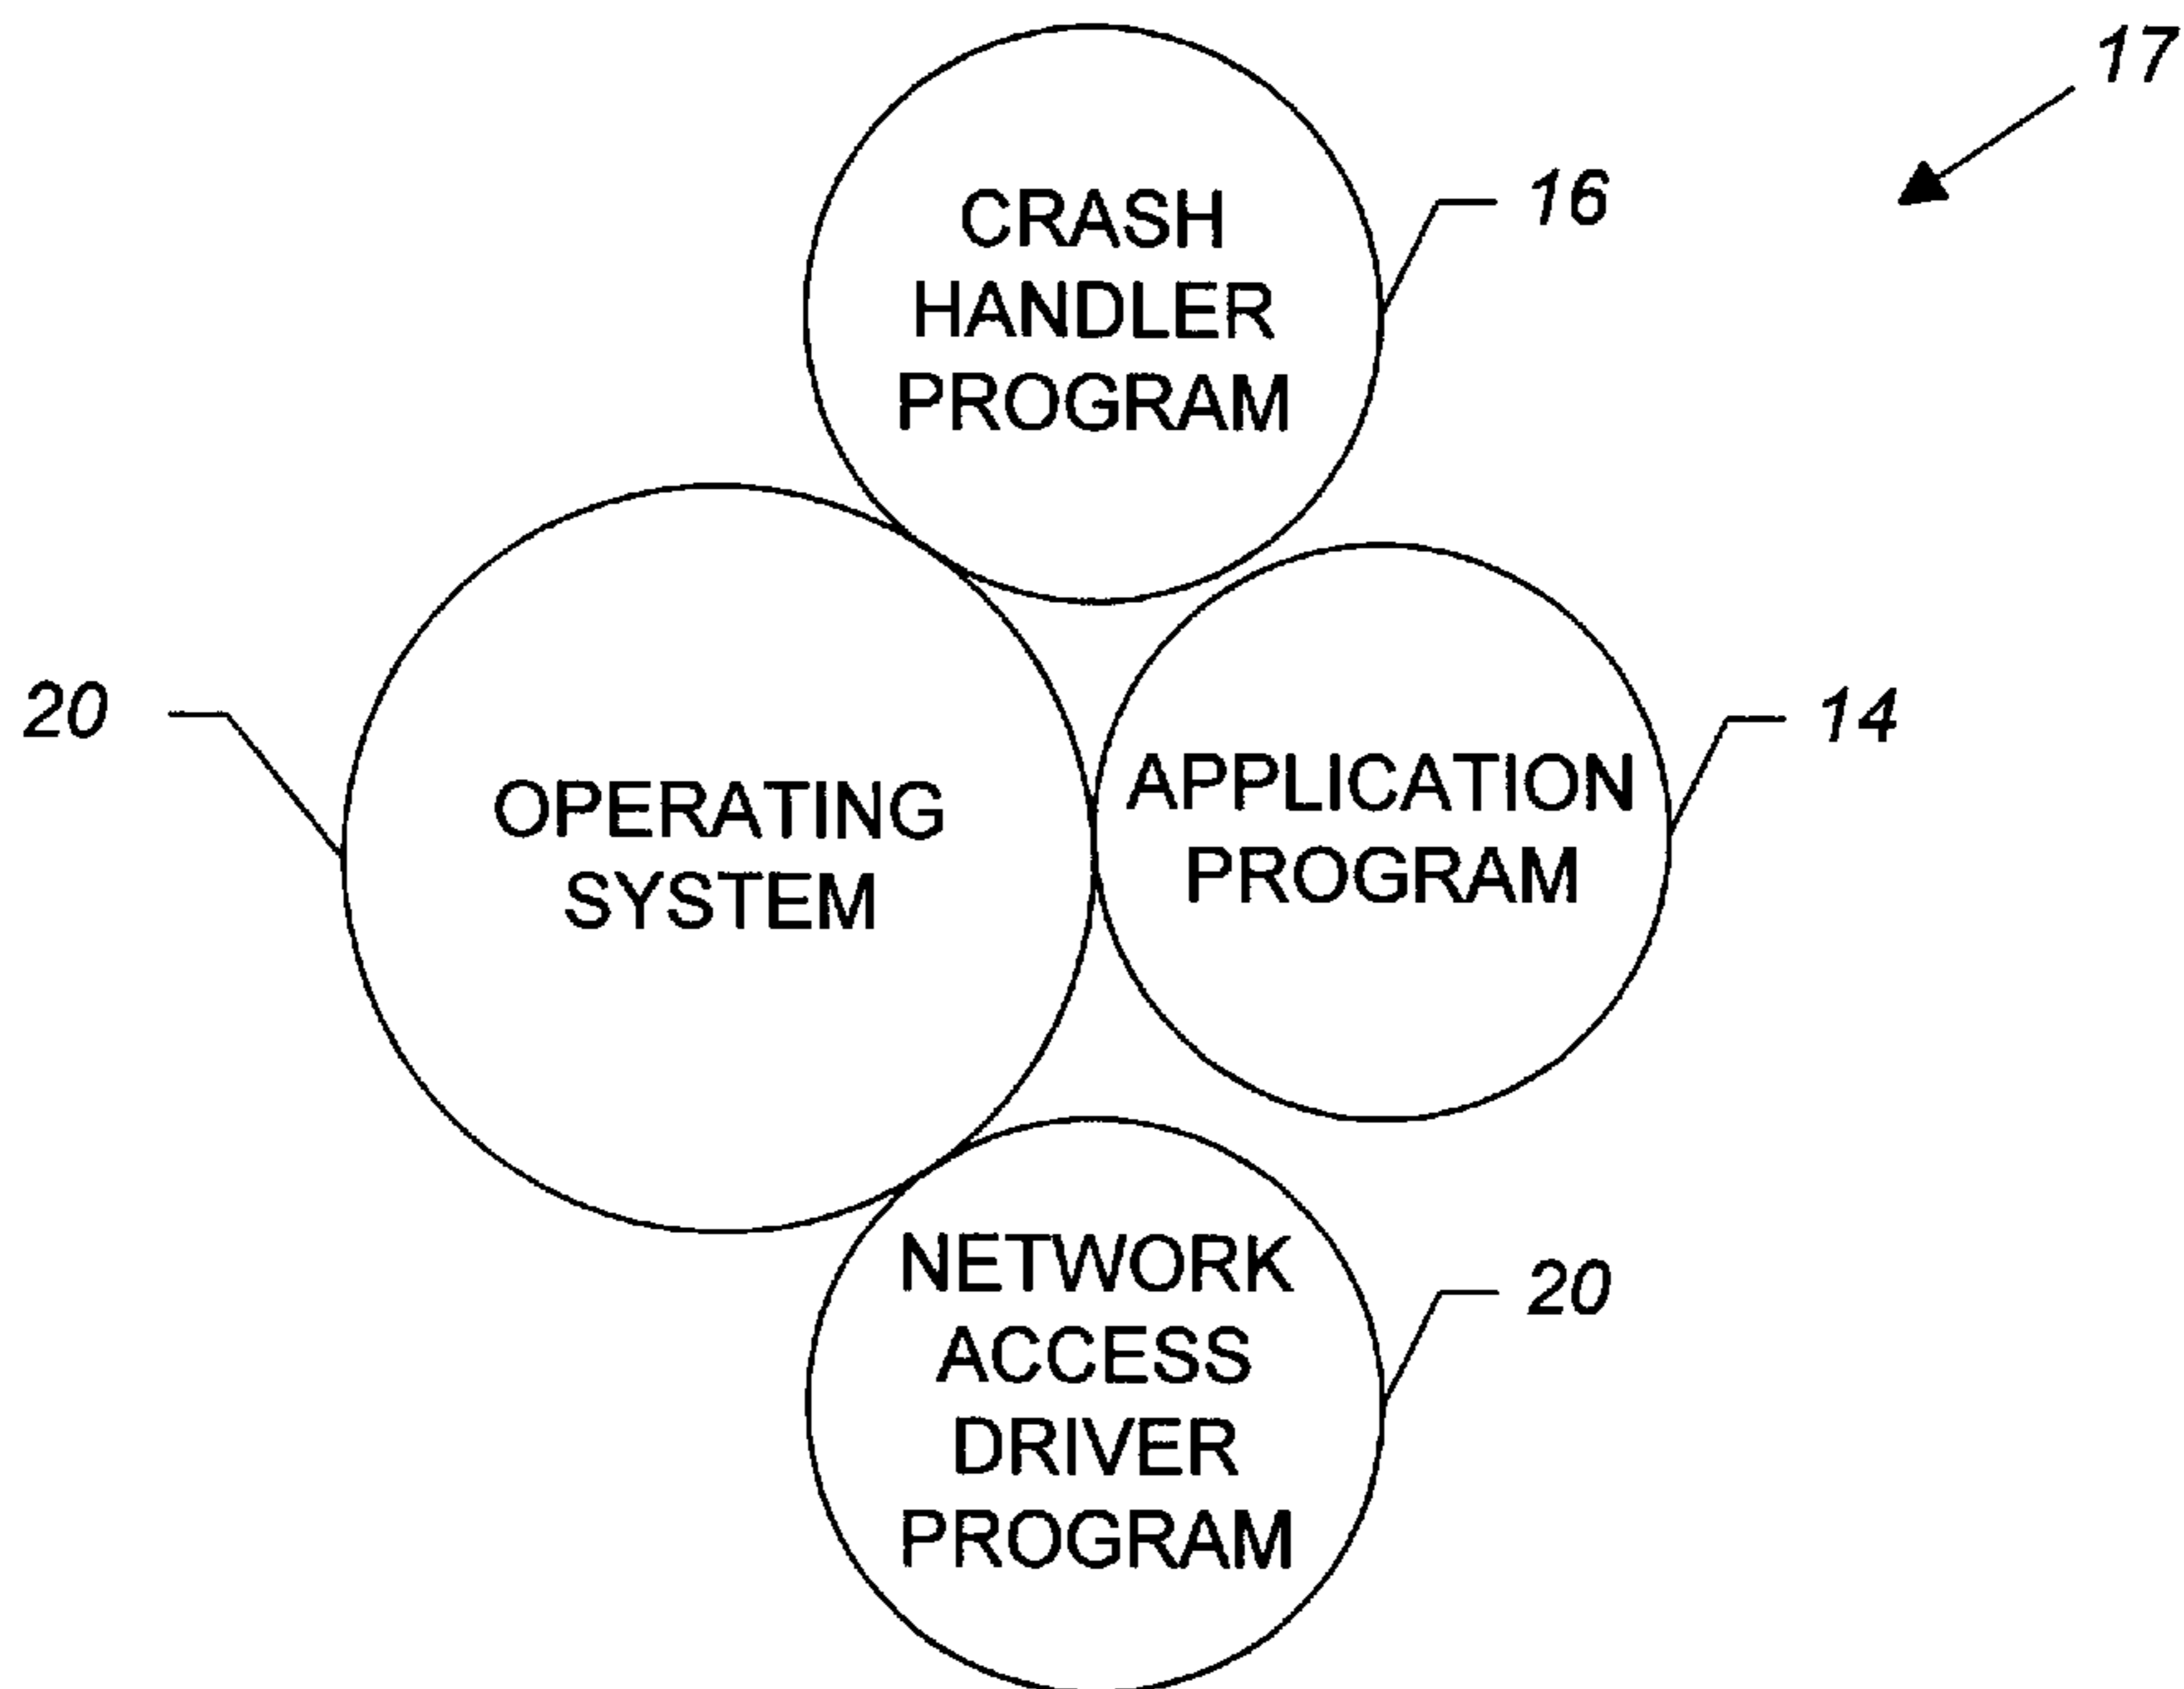 17
CRASH
HANDLER
PROGRAM
16
20
OPERATING
SYSTEM
APPLICATION
PROGRAM
14
NETWORK
ACCESS
DRIVER
PROGRAM
20